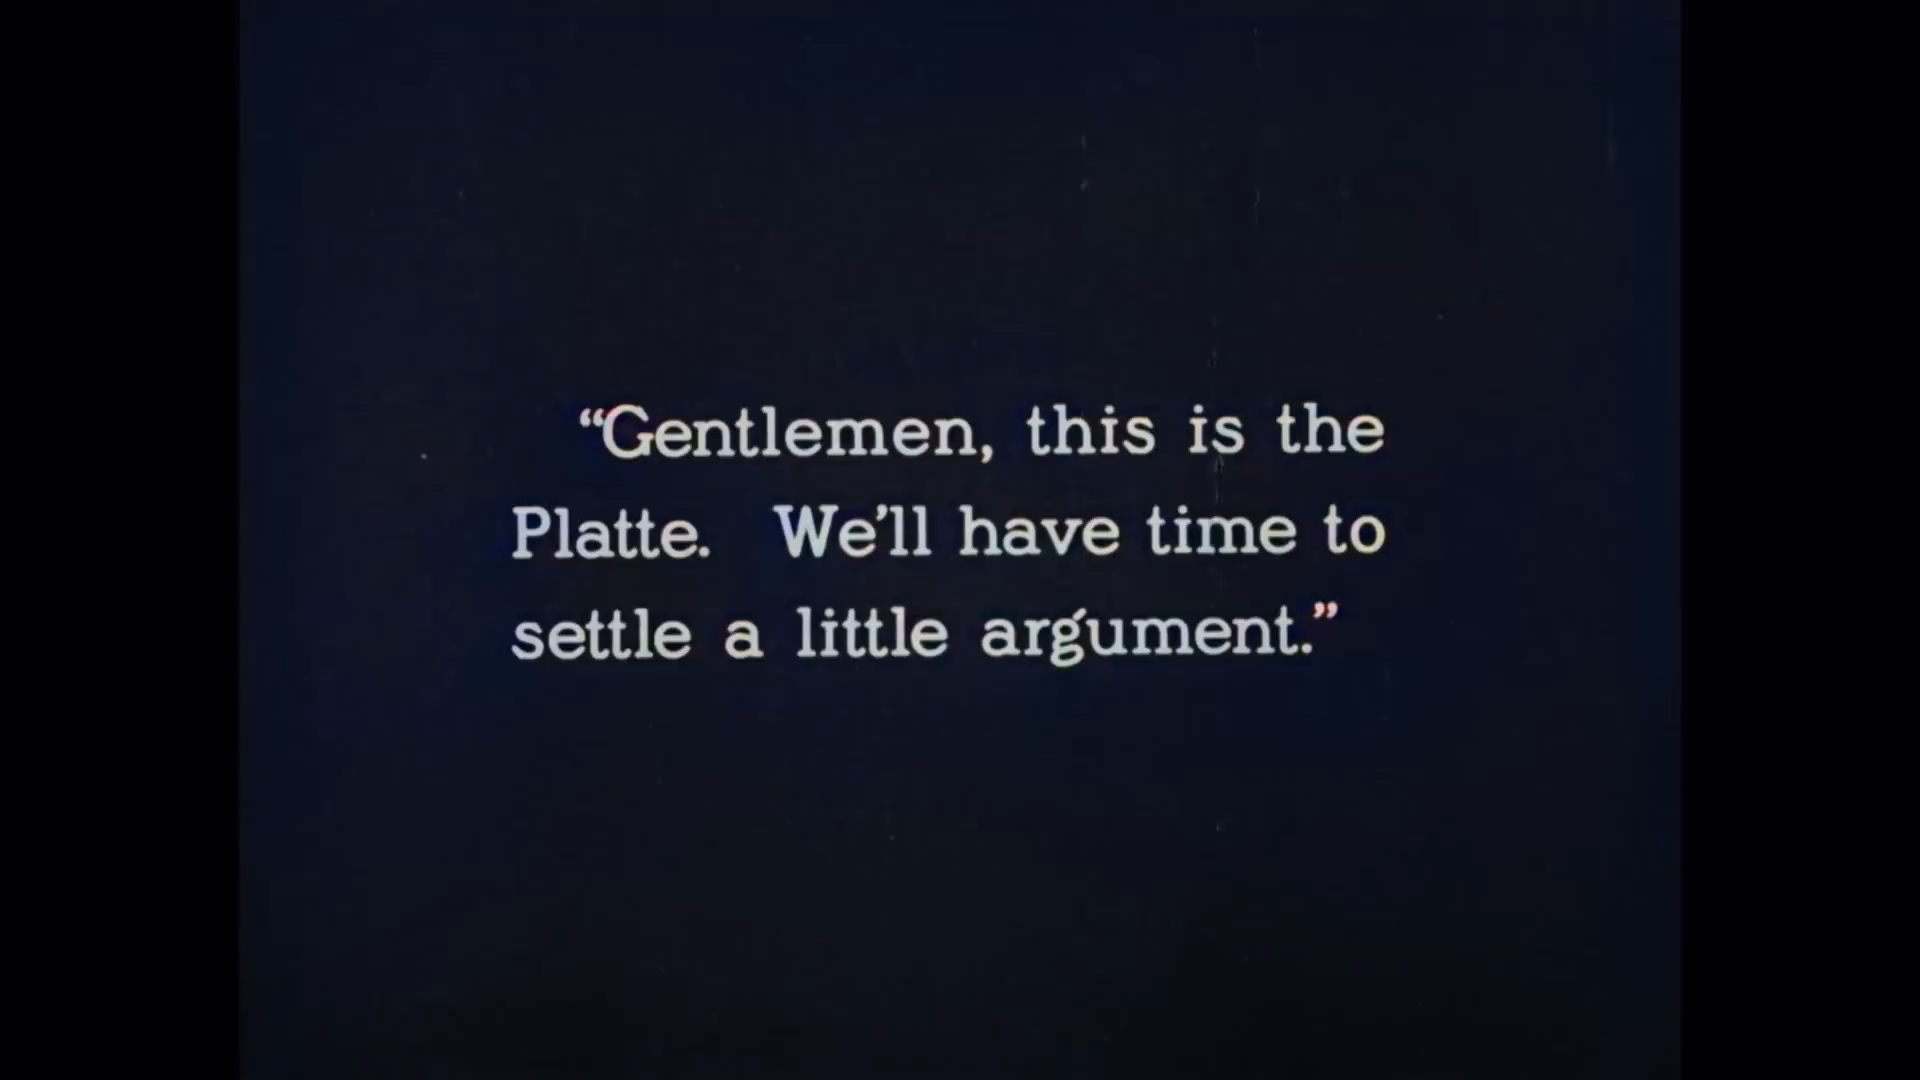 “Gentlemen, this is the
Platte. We’ll have time to
settle a little argument.”